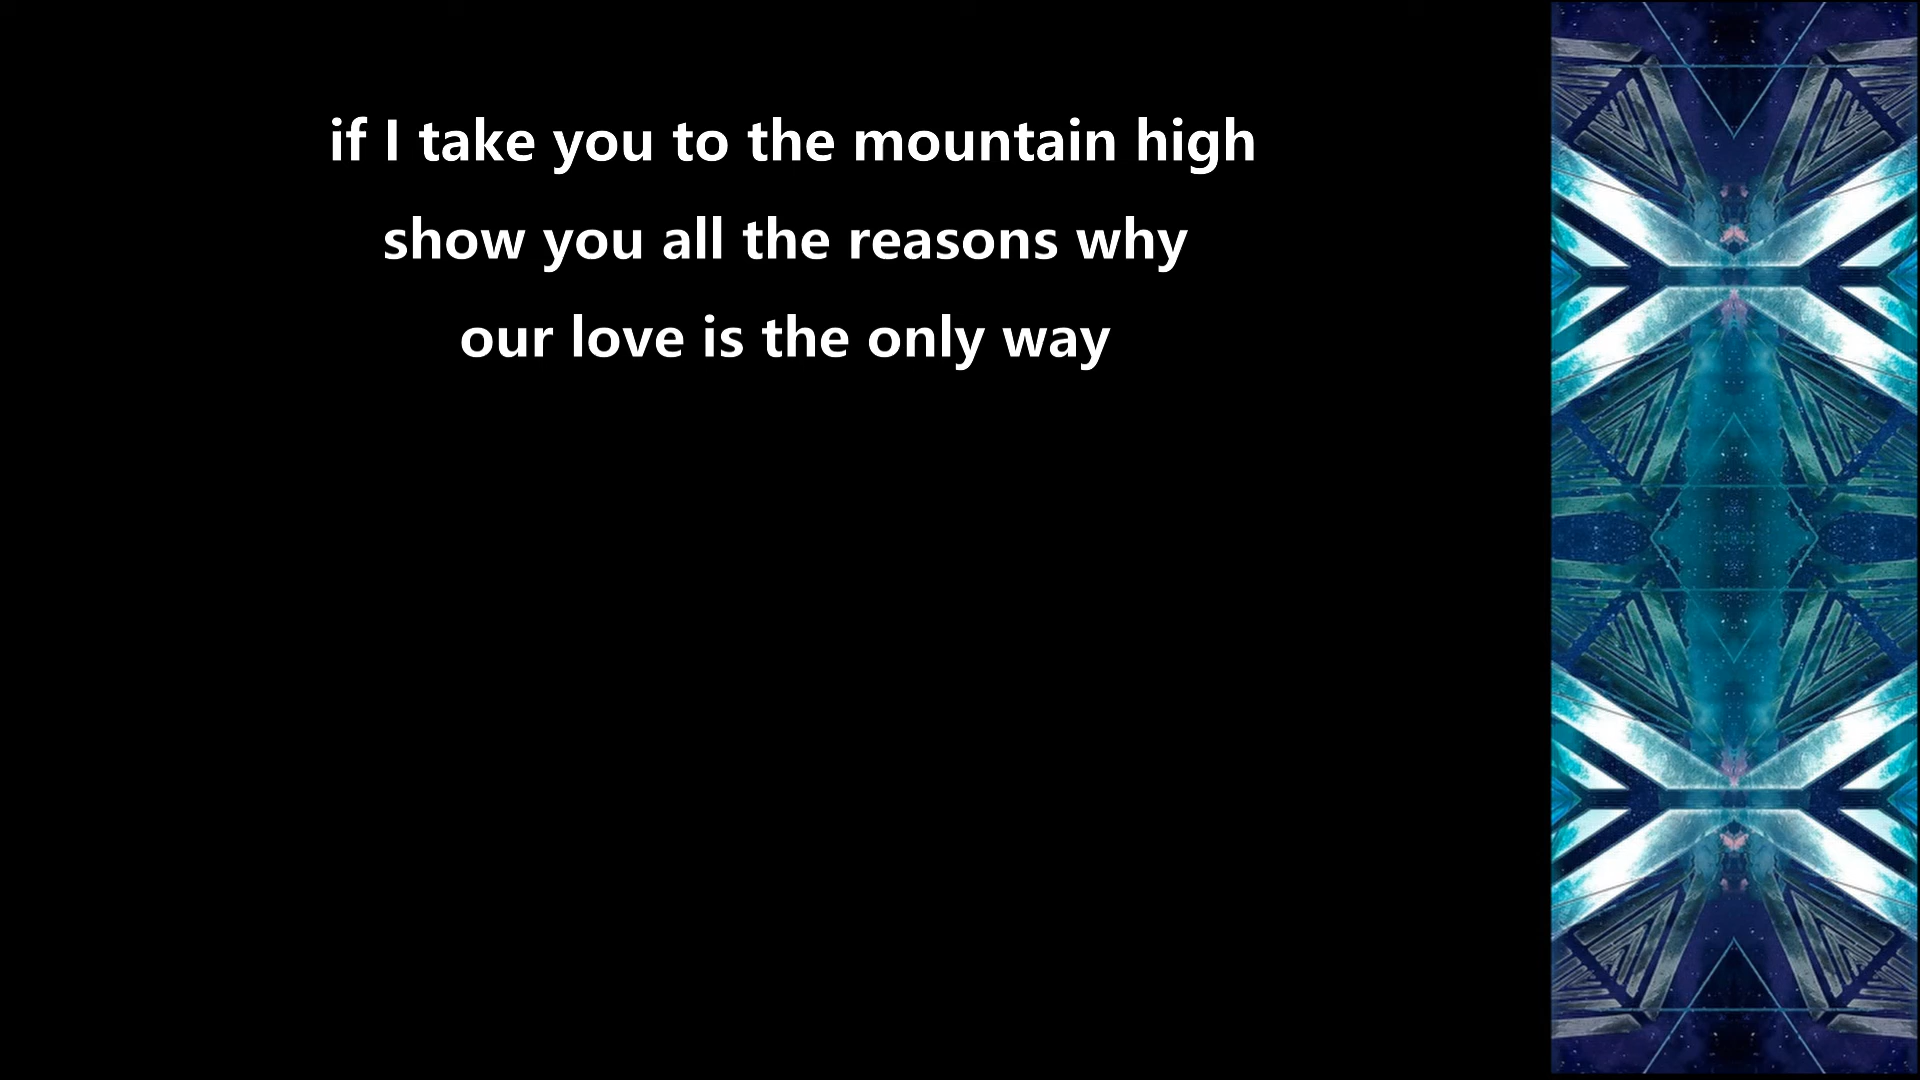 if I take you to the mountain high
show you all the reasons why
our love is the only way